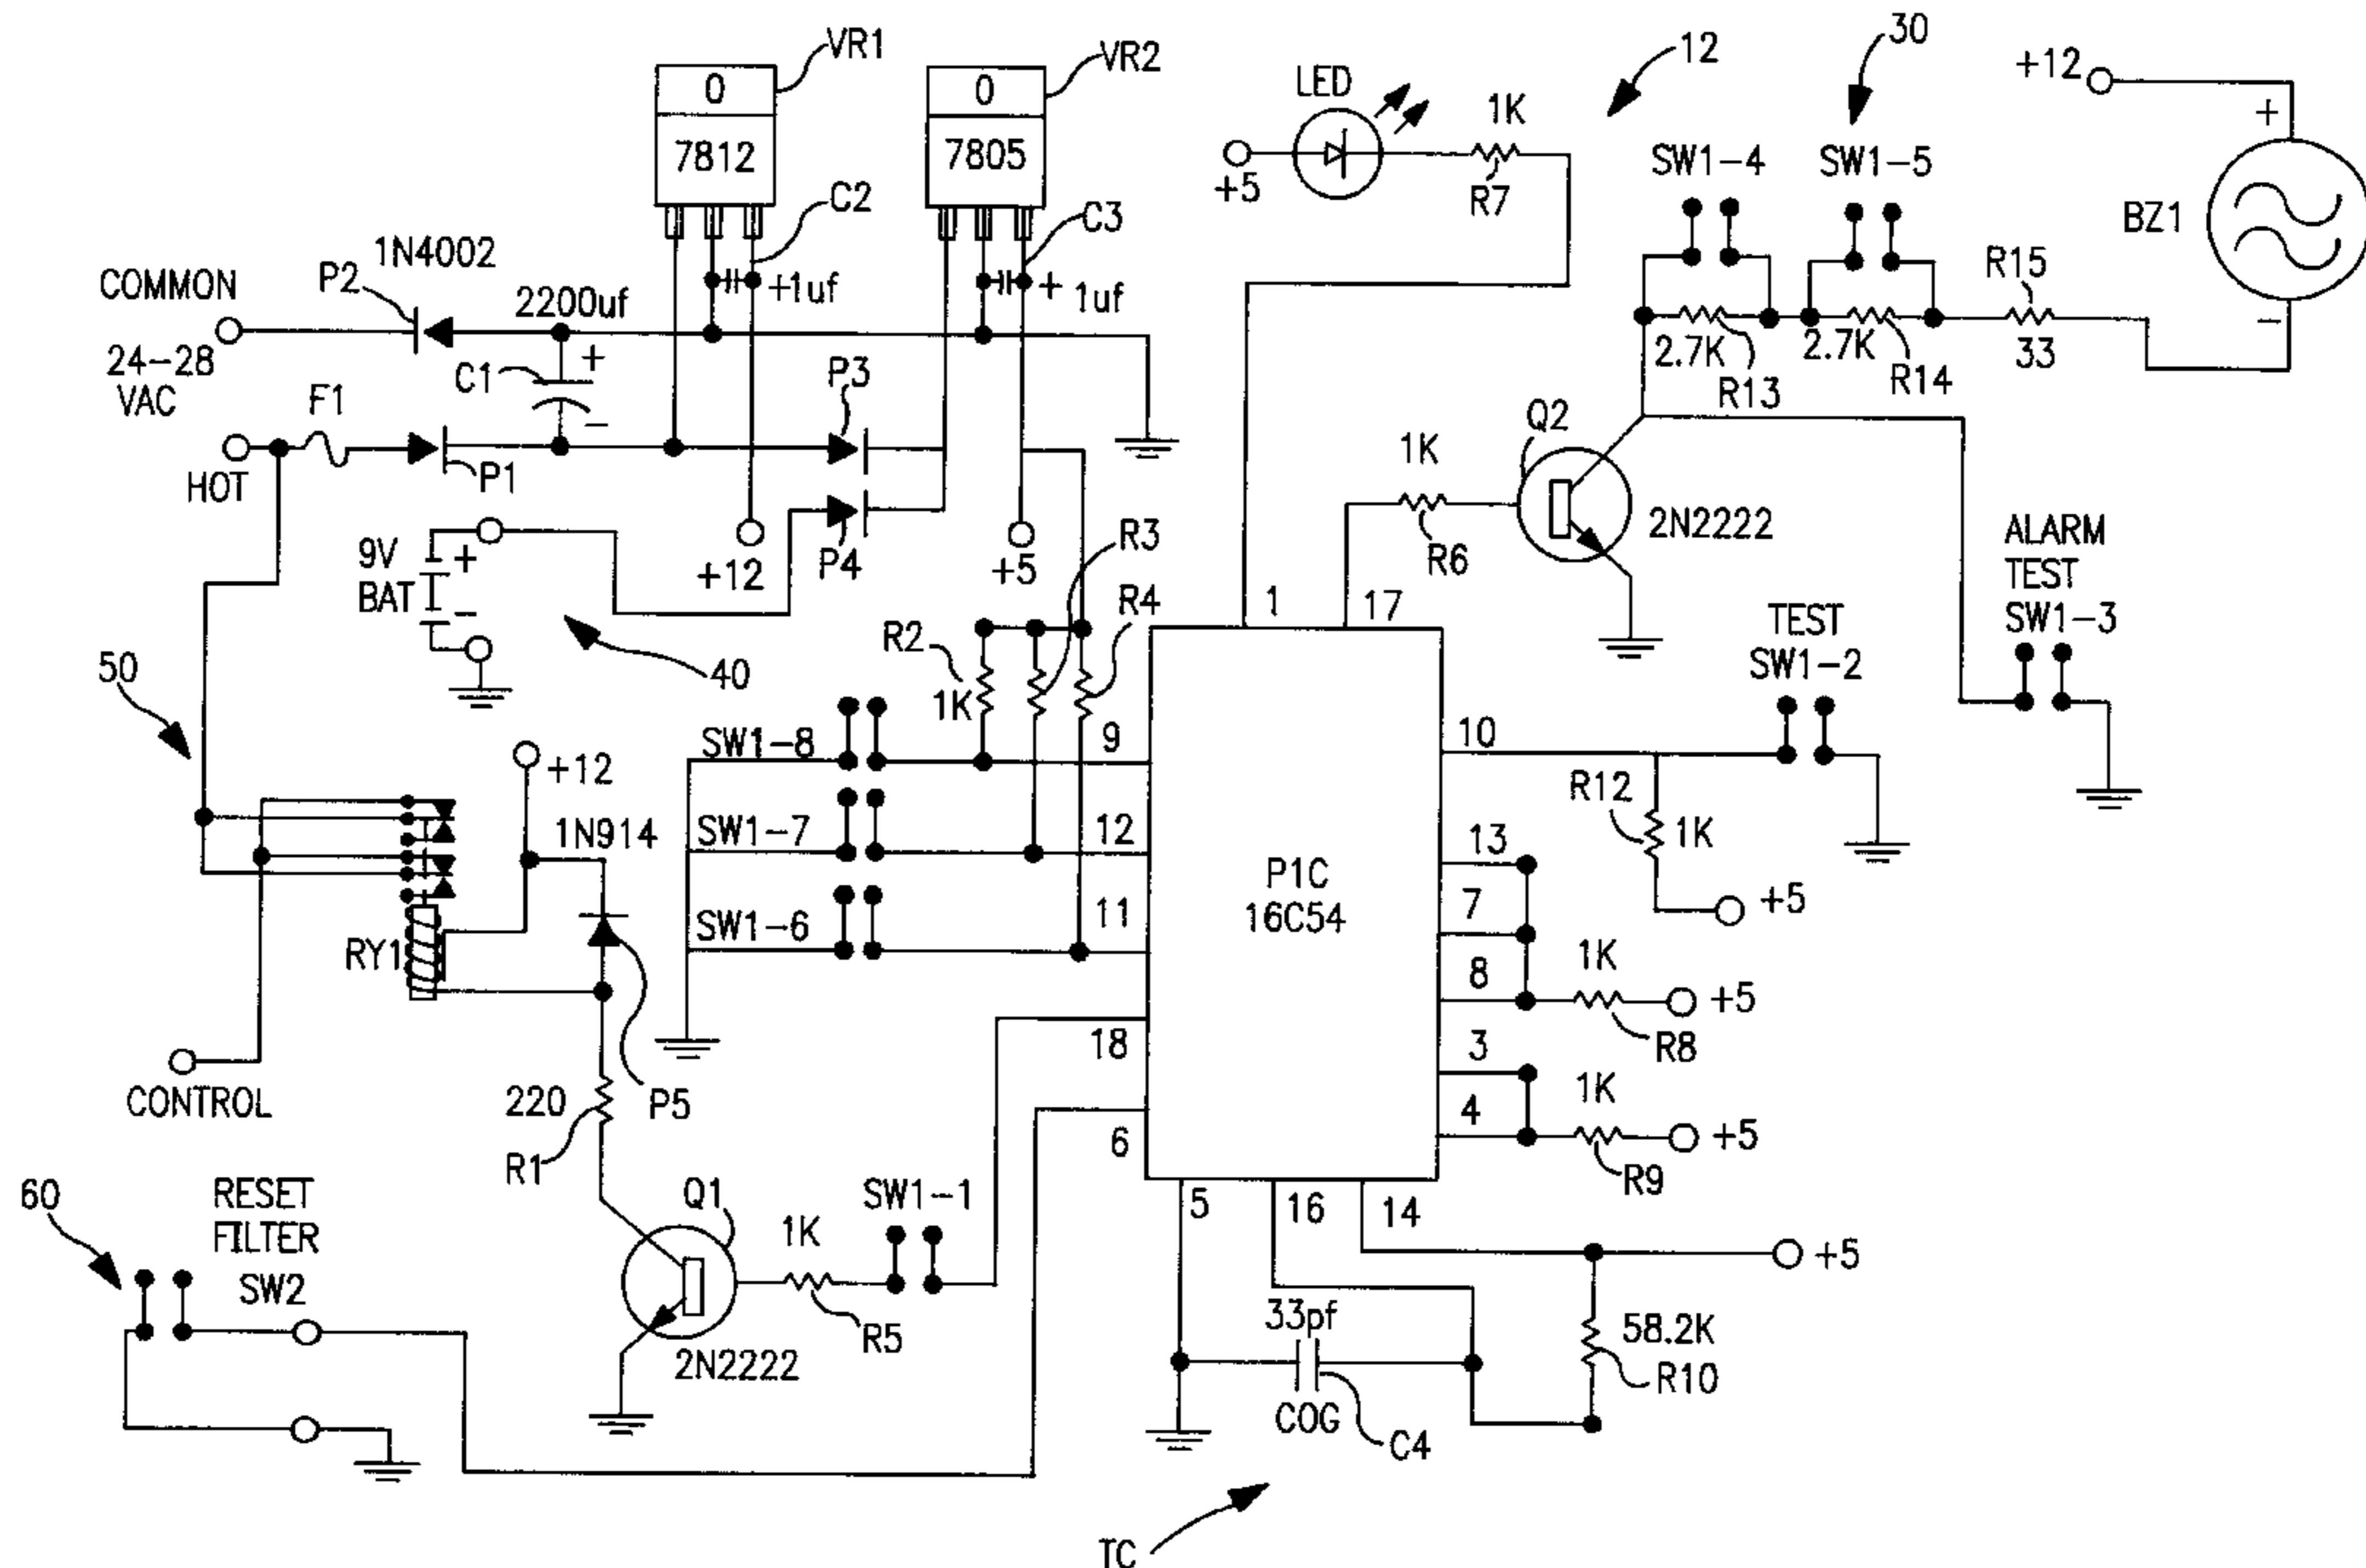 VR1
VR2
12
30
0
0
LED
1K
+12
+
7812
7805
SW1-4
SW1-5
+5
R7
C2
C3
BZ1
1N4002
P2
COMMON
2200uf
+1uf
+ 1uf
R15
24-28
VAC
C1
+
-
P3
2.7K
R13
2.7K
R14
33
-
F1
Q2
HOT
P1
1K
9V
BAT
+
-
+12
P4
+5
R3
R6
2N2222
ALARM
TEST
SW1-3
R4
1
17
TEST
SW1-2
50
40
R2
1K
SW1-8
9
10
+12
R12
1K
1N914
SW1-7
12
13
P1C
16C54
7
+5
RY1
SW1-6
11
8
1K
+5
R8
18
3
CONTROL
220
P5
1K
6
4
+5
R1
R9
60
RESET
FILTER
SW2
Q1
1K
SW1-1
5
16
14
+5
33pf
58.2K
R5
R10
2N2222
COG
C4
TC